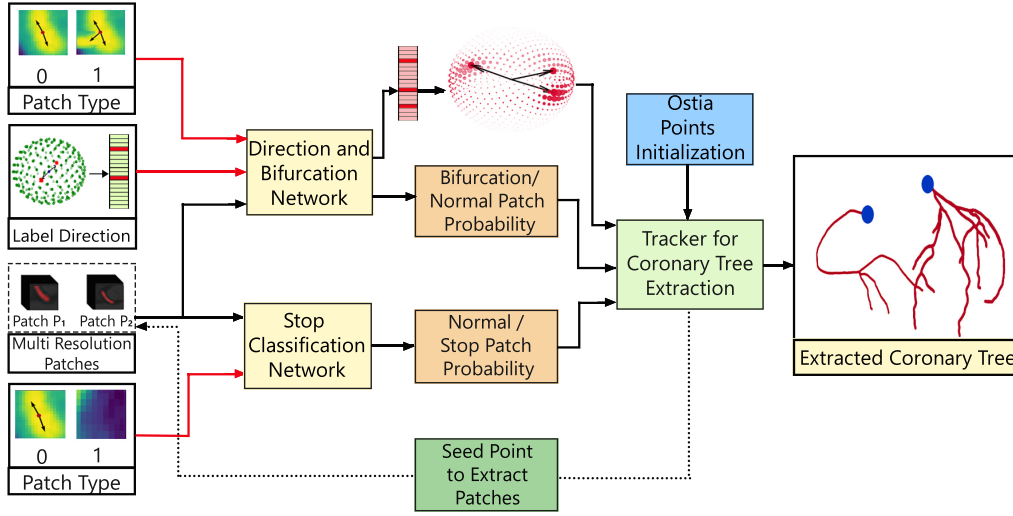 0 1
Patch Type
Label Direction
Patch P₁ Patch P₂
Multi Resolution
Patches
0 1
Patch Type
Direction and
Bifurcation
Network
Stop
Classification
Network
Bifurcation/
Normal Patch
Probability
Normal /
Stop Patch
Probability
Seed Point
to Extract
Patches
Ostia
Points
Initialization
Tracker for
Coronary Tree
Extraction
Extracted Coronary Tree